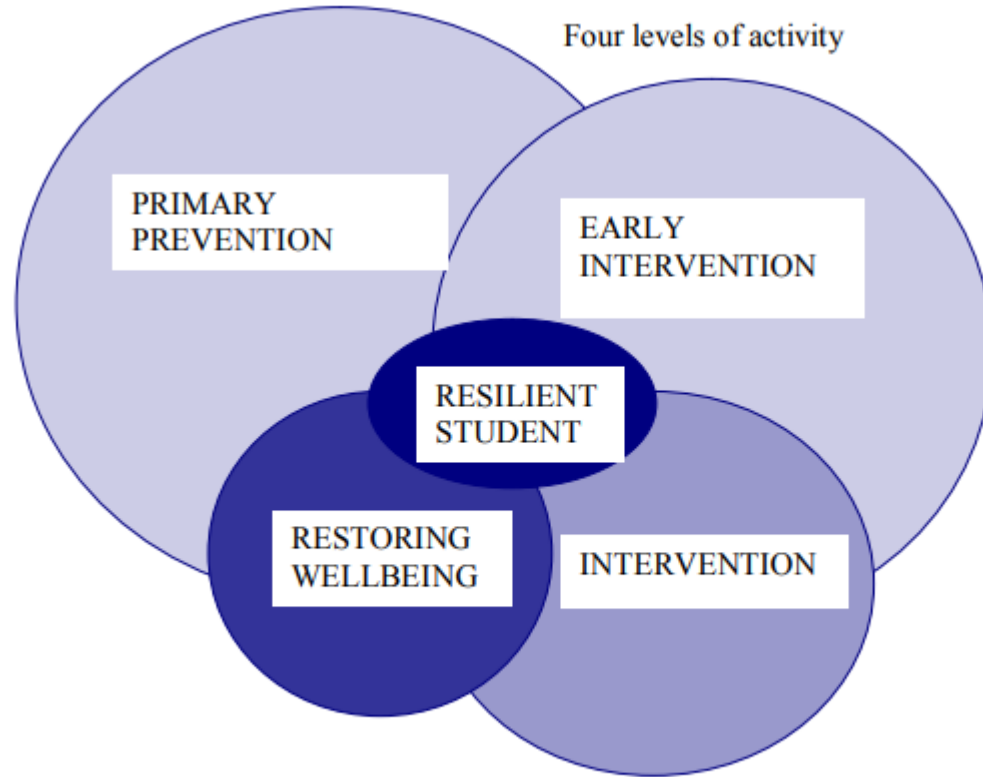 Four levels of activity
PRIMARY
PREVENTION
EARLY
INTERVENTION
RESILIENT
STUDENT
RESTORING
WELLBEING
INTERVENTION